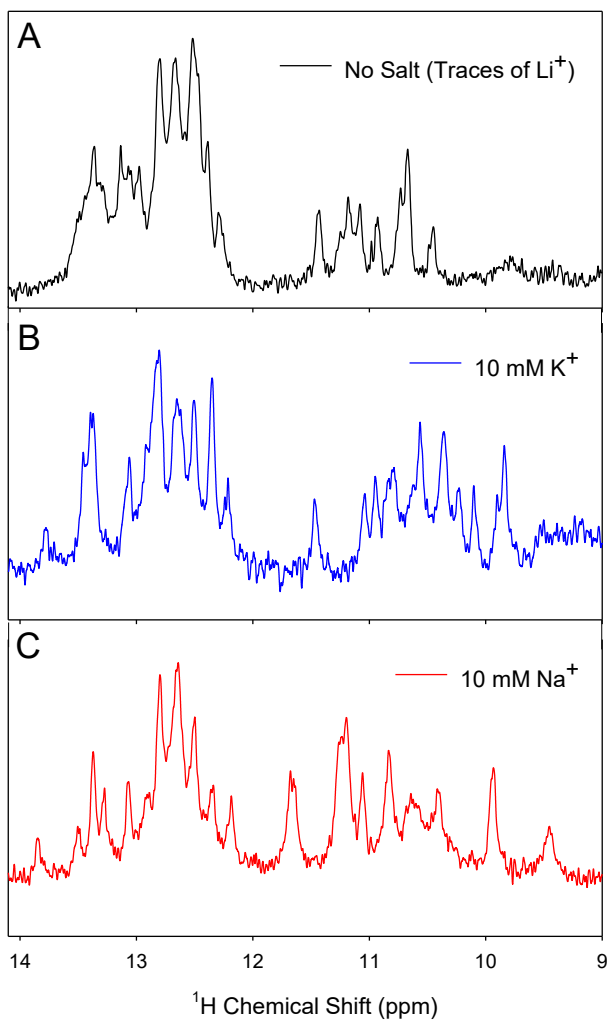 A
No Salt (Traces of Li⁺)
B
10 mM K⁺
C
10 mM Na⁺
14 13 12 11 10 9
¹H Chemical Shift (ppm)